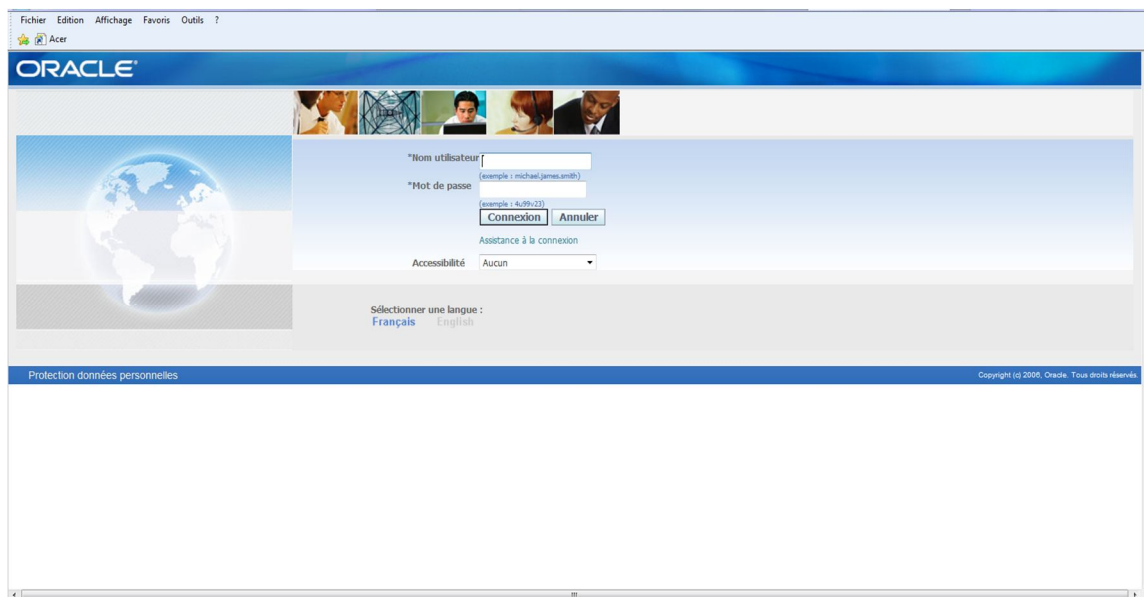 Fichier Edition Affichage Favoris Outils ?
Acer
ORACLE
*Nom utilisateur
(exemple : michael.james.smith)
*Mot de passe
(exemple : 4u99v23)
Connexion Annuler
Assistance à la connexion
Accessibilité Aucun
Sélectionner une langue :
Français English
Protection données personnelles Copyright (c) 2006, Oracle. Tous droits réservés.